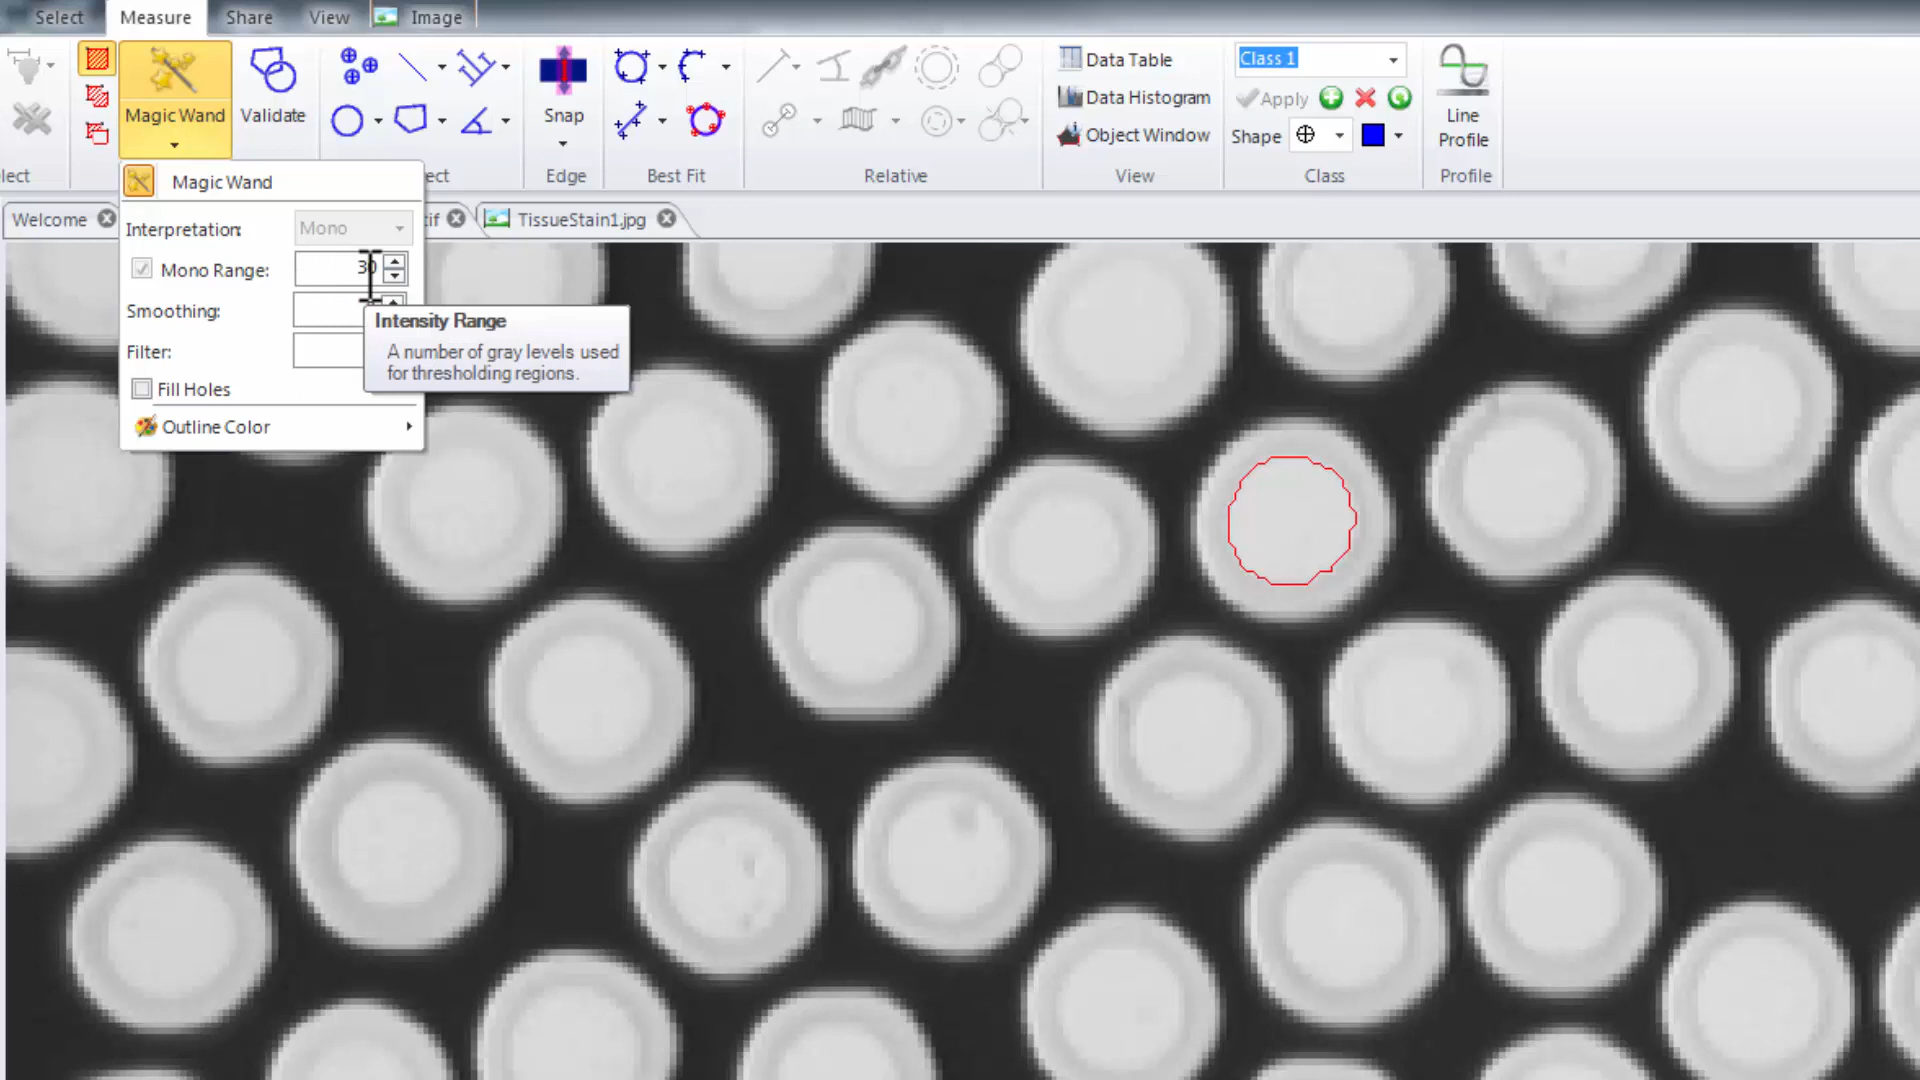 Select Measure Share View Image
Magic Wand
Validate
Snap
Data Table
Data Histogram
Object Window
Class 1
Apply
Shape
Line
Profile
lect
ect
Edge
Best Fit
Relative
View
Class
Profile
Welcome
tif
TissueStain1.jpg
Magic Wand
Interpretation: Mono
Mono Range: 30
Smoothing:
Filter:
Fill Holes
Outline Color
Intensity Range
A number of gray levels used
for thresholding regions.